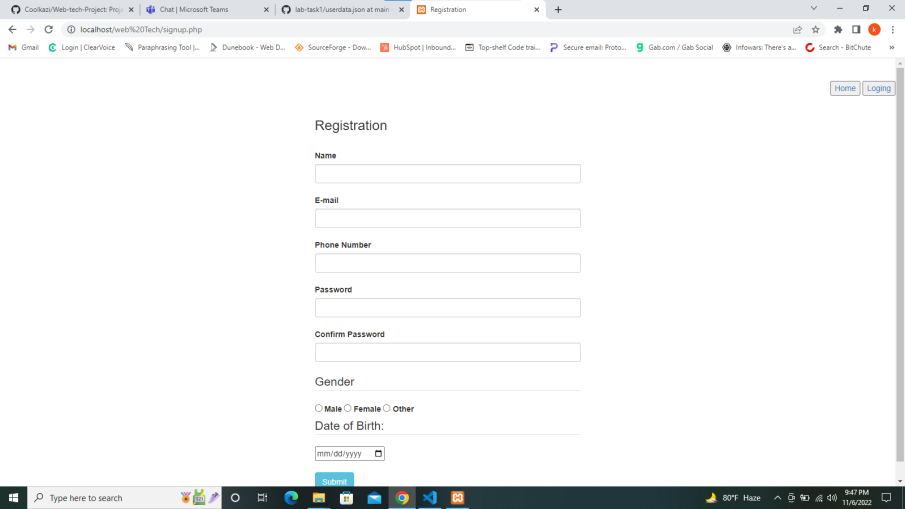 Coolkazi/Web-tech-Project: Proje
Chat | Microsoft Teams
lab-task1/userdata.json at main
Registration
localhost/web%20Tech/signup.php
k
Gmail
Login | ClearVoice
Paraphrasing Tool |...
Dunebook - Web D...
SourceForge - Dow...
HubSpot | Inbound...
Top-shelf Code trai...
Secure email: Proto...
Gab.com / Gab Social
Infowars: There's a...
Search - BitChute
»
Home
Loging
Registration
Name
E-mail
Phone Number
Password
Confirm Password
Gender
Male Female Other
Date of Birth:
mm/dd/yyyy
Submit
Type here to search
80°F Haze
9:47 PM
11/6/2022